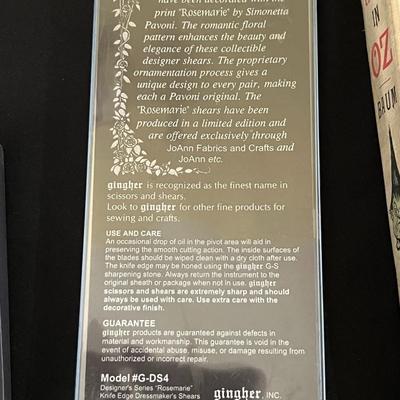 have been decorated with the
print "Rosemarie" by Simonetta
Pavoni. The romantic floral
pattern enhances the beauty and
elegance of these collectible
designer shears. The proprietary
ornamentation process gives a
unique design to every pair, making
each a Pavoni original. The
"Rosemarie" shears have been
produced in a limited edition and
are offered exclusively through
JoAnn Fabrics and Crafts and
JoAnn etc.
gingher is recognized as the finest name in
scissors and shears.
Look to gingher for other fine products for
sewing and crafts.
USE AND CARE
An occasional drop of oil in the pivot area will aid in
preserving the smooth cutting action. The inside surfaces of
the blades should be wiped clean with a dry cloth after use.
The knife edge may be honed using the gingher G-S
sharpening stone. Always return the instrument to the
original sheath or package when not in use. gingher
scissors and shears are extremely sharp and should
always be used with care. Use extra care with the
decorative finish.
GUARANTEE
gingher products are guaranteed against defects in
material and workmanship. This guarantee is void in the
event of accidental abuse, misuse, or damage resulting from
unauthorized or incorrect repair.
Model #G-DS4
Designer's Series "Rosemarie"
Knife Edge Dressmaker's Shears
gingher, INC.
IN
OZ
BAUM